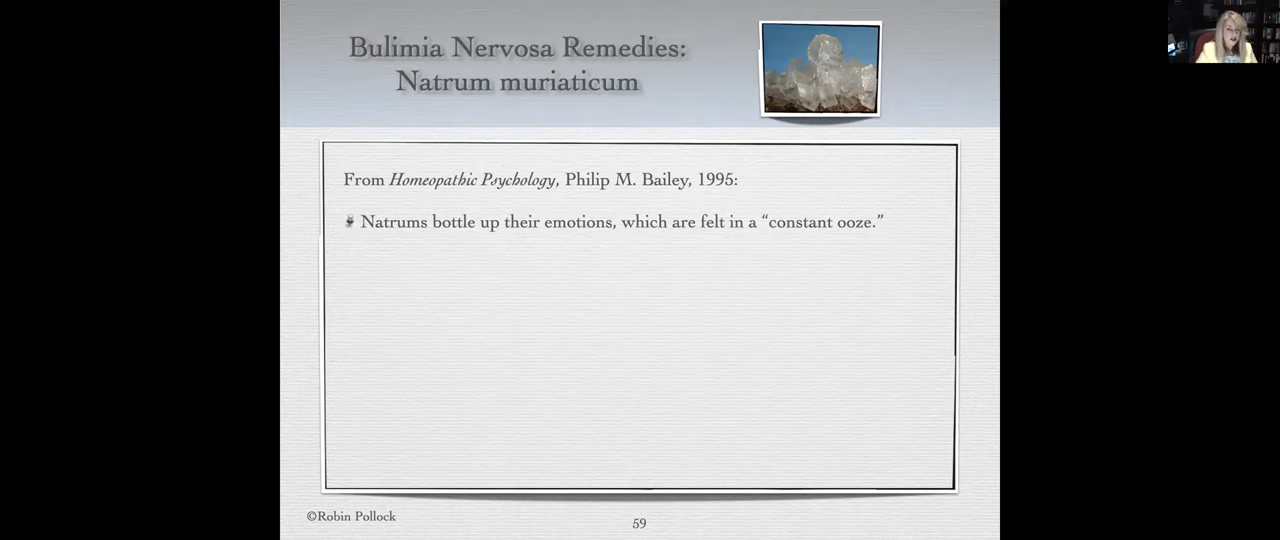 Bulimia Nervosa Remedies:
Natrum muriaticum
From Homeopathic Psychology, Philip M. Bailey, 1995:
Natrums bottle up their emotions, which are felt in a “constant ooze.”
©Robin Pollock
59